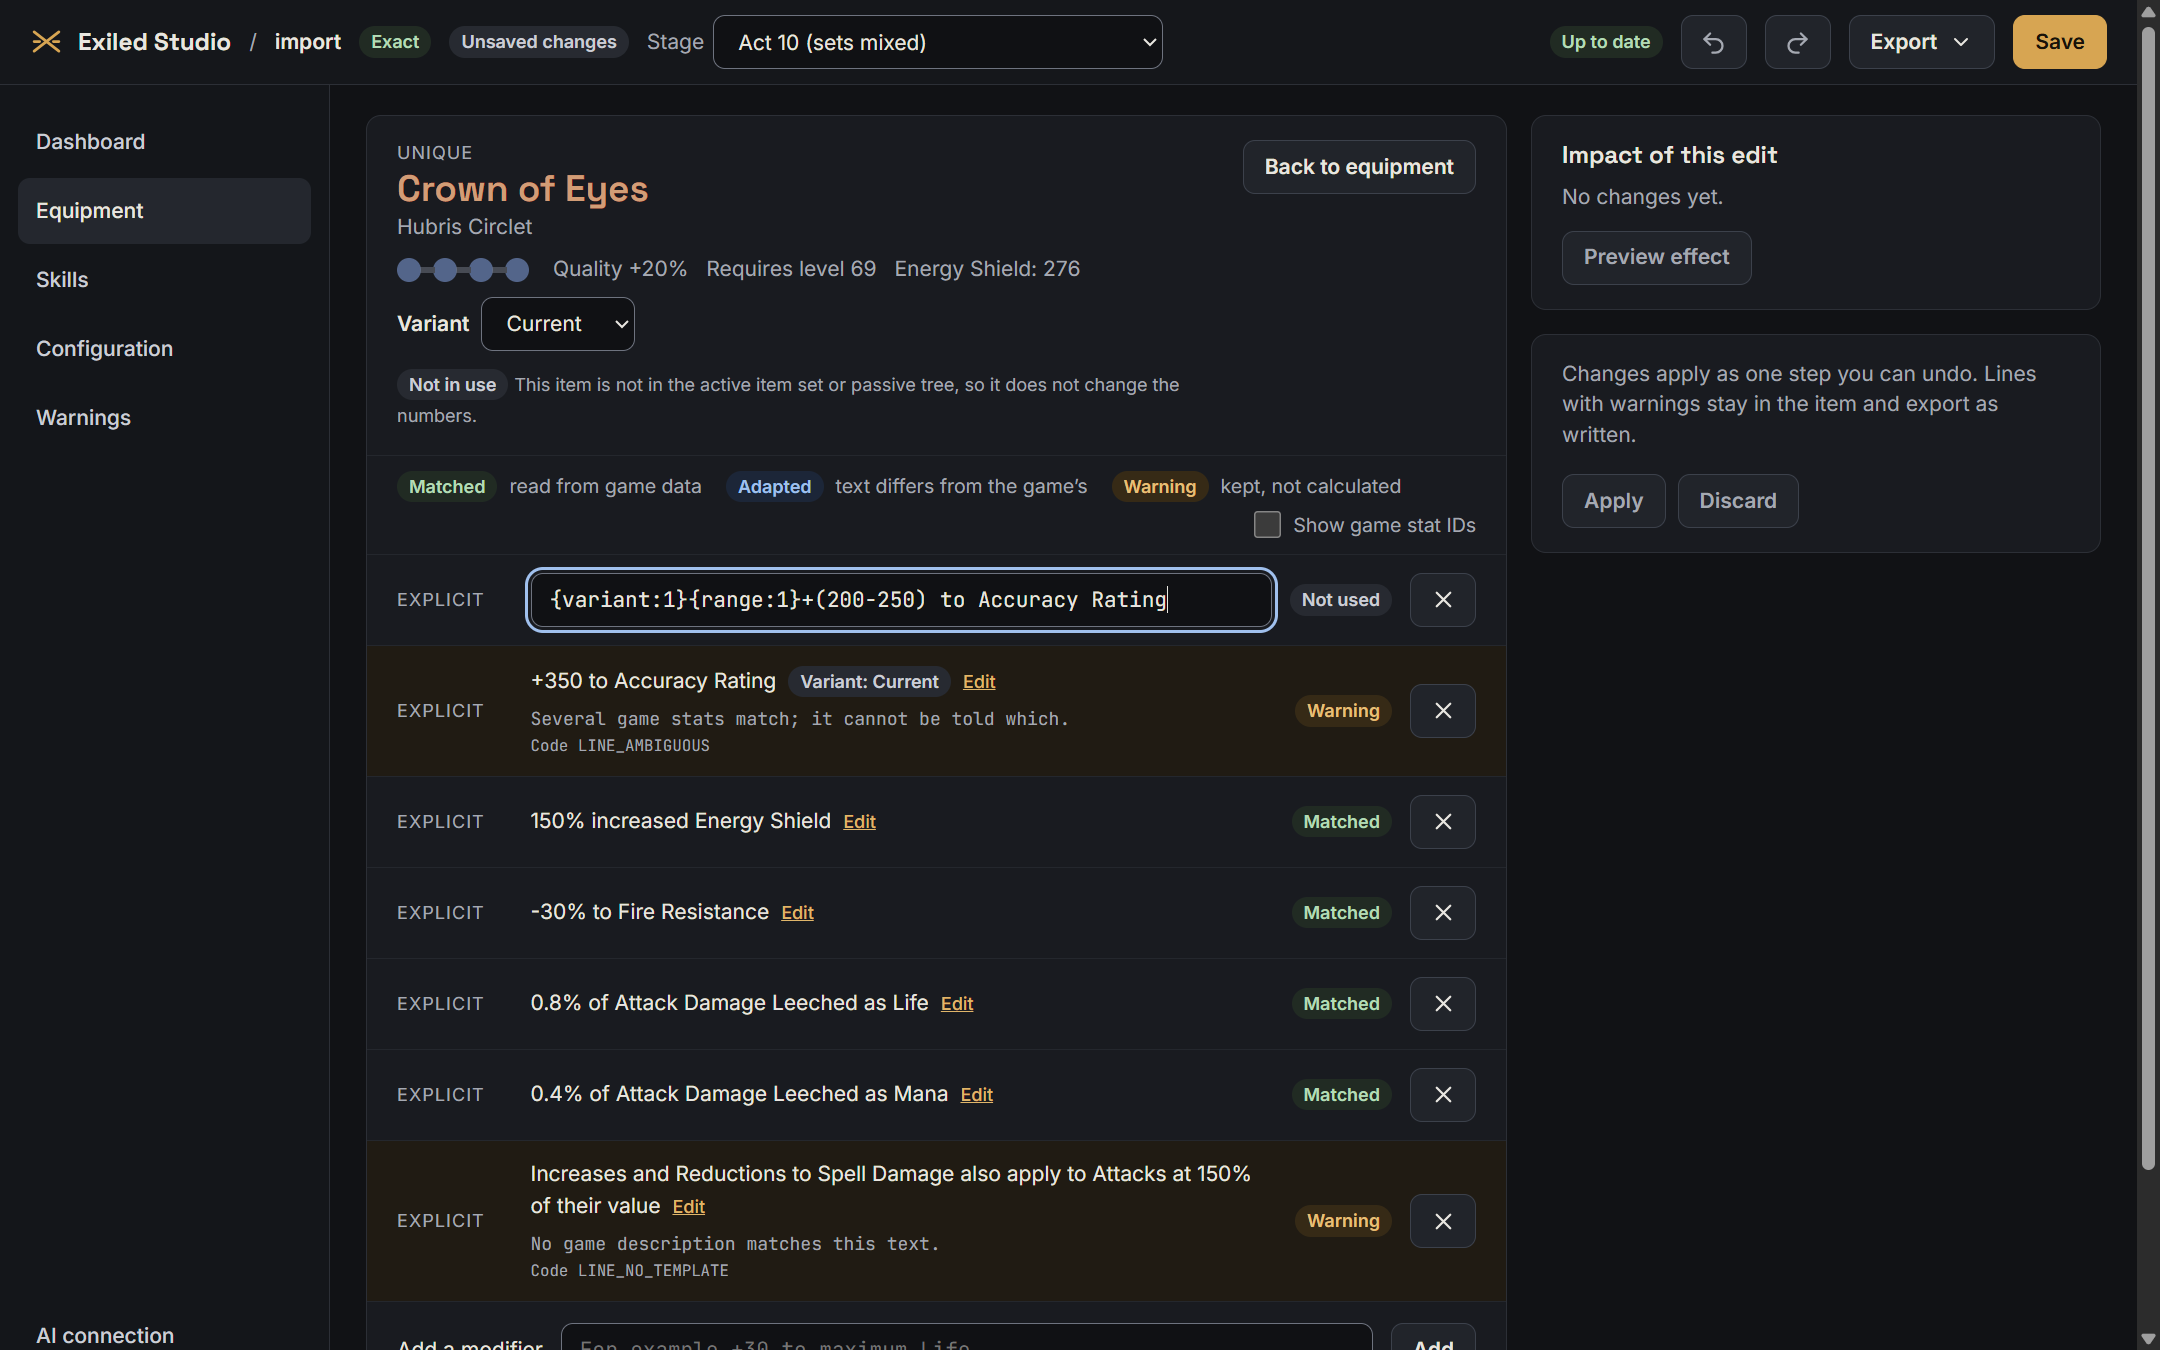 Exiled Studio / import Exact Unsaved changes Stage Act 10 (sets mixed) Up to date Export Save
Dashboard
Equipment
Skills
Configuration
Warnings
AI connection
UNIQUE
Crown of Eyes
Hubris Circlet
Back to equipment
Quality +20% Requires level 69 Energy Shield: 276
Variant Current
Not in use This item is not in the active item set or passive tree, so it does not change the
numbers.
Matched read from game data Adapted text differs from the game's Warning kept, not calculated
Show game stat IDs
EXPLICIT {variant:1}{range:1}+(200-250) to Accuracy Rating Not used
EXPLICIT +350 to Accuracy Rating Variant: Current Edit Warning
Several game stats match; it cannot be told which.
Code LINE_AMBIGUOUS
EXPLICIT 150% increased Energy Shield Edit Matched
EXPLICIT -30% to Fire Resistance Edit Matched
EXPLICIT 0.8% of Attack Damage Leeched as Life Edit Matched
EXPLICIT 0.4% of Attack Damage Leeched as Mana Edit Matched
EXPLICIT Increases and Reductions to Spell Damage also apply to Attacks at 150%
of their value Edit Warning
No game description matches this text.
Code LINE_NO_TEMPLATE
Add a modifier For example +30 to maximum Life Add
Impact of this edit
No changes yet.
Preview effect
Changes apply as one step you can undo. Lines
with warnings stay in the item and export as
written.
Apply Discard